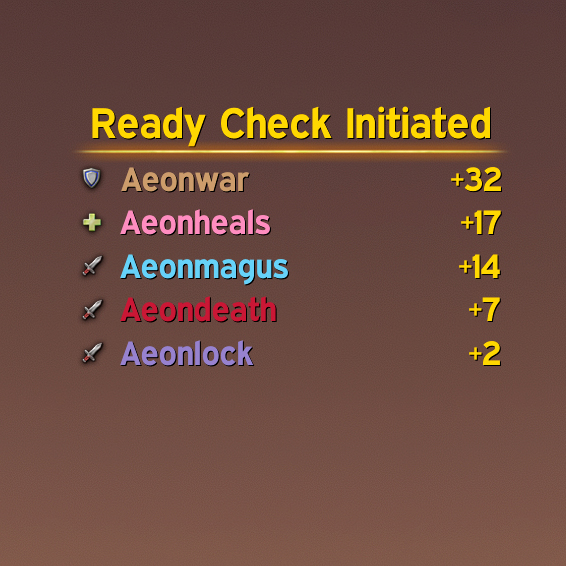 Ready Check Initiated
Aeonwar +32
Aeonheals +17
Aeonmagus +14
Aeondeath +7
Aeonlock +2